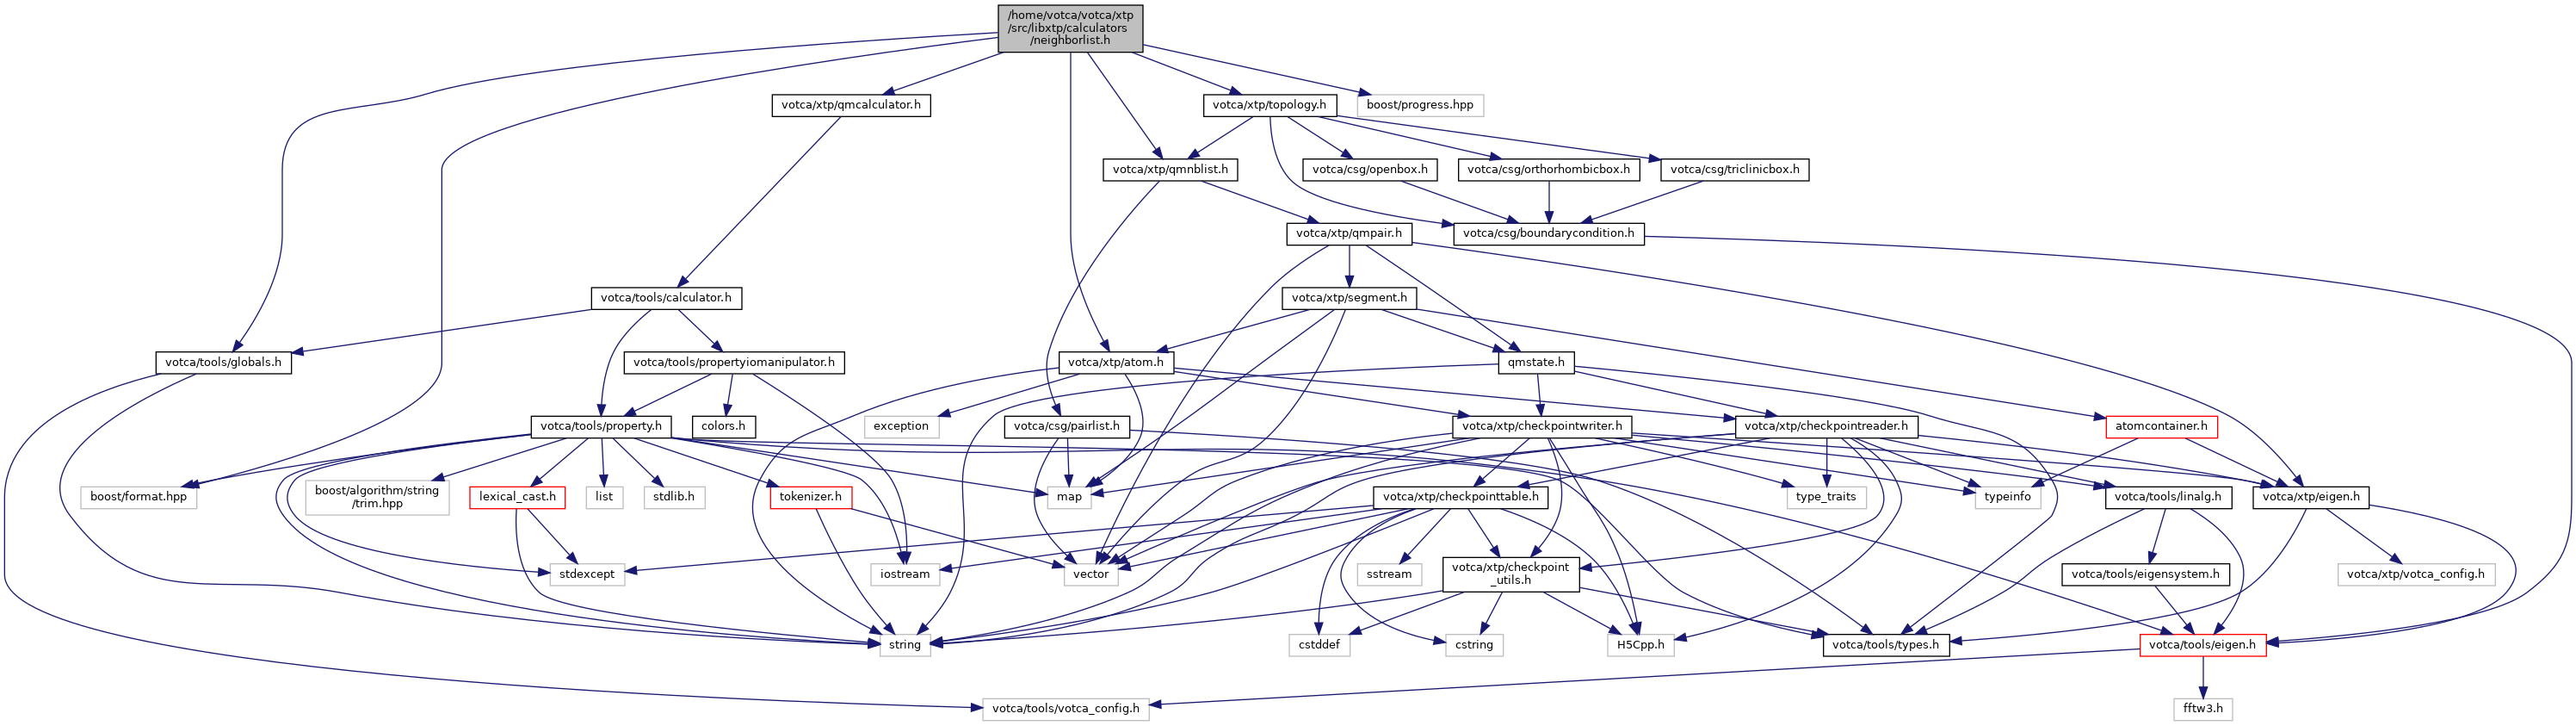 /home/votca/votca/xtp
/src/libxtp/calculators
/neighborlist.h
votca/xtp/qmcalculator.h
votca/xtp/topology.h
boost/progress.hpp
votca/xtp/qmnblist.h
votca/csg/openbox.h
votca/csg/orthorhombicbox.h
votca/csg/triclinicbox.h
votca/xtp/qmpair.h
votca/csg/boundarycondition.h
votca/tools/calculator.h
votca/xtp/segment.h
votca/tools/globals.h
votca/tools/propertyiomanipulator.h
votca/xtp/atom.h
qmstate.h
votca/tools/property.h
colors.h
exception
votca/csg/pairlist.h
votca/xtp/checkpointwriter.h
votca/xtp/checkpointreader.h
atomcontainer.h
boost/format.hpp
boost/algorithm/string
/trim.hpp
lexical_cast.h
list
stdlib.h
tokenizer.h
map
votca/xtp/checkpointtable.h
type_traits
typeinfo
votca/tools/linalg.h
votca/xtp/eigen.h
stdexcept
iostream
vector
sstream
votca/xtp/checkpoint
_utils.h
votca/tools/eigensystem.h
votca/xtp/votca_config.h
string
cstddef
cstring
H5Cpp.h
votca/tools/types.h
votca/tools/eigen.h
votca/tools/votca_config.h
fftw3.h